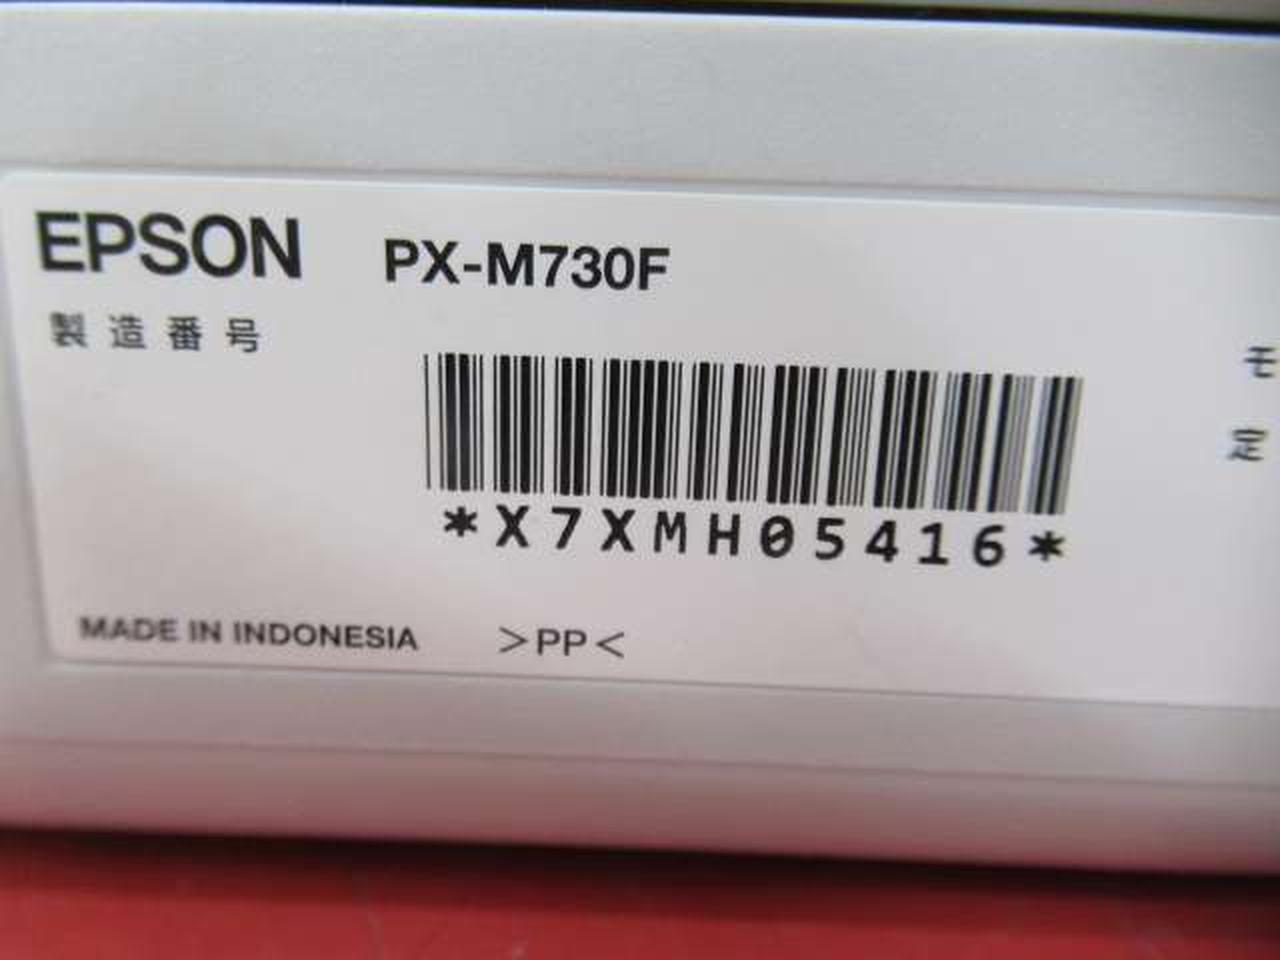 EPSON PX-M730F
製造番号
モ
*X7XMH05416*
定
MADE IN INDONESIA >PP<